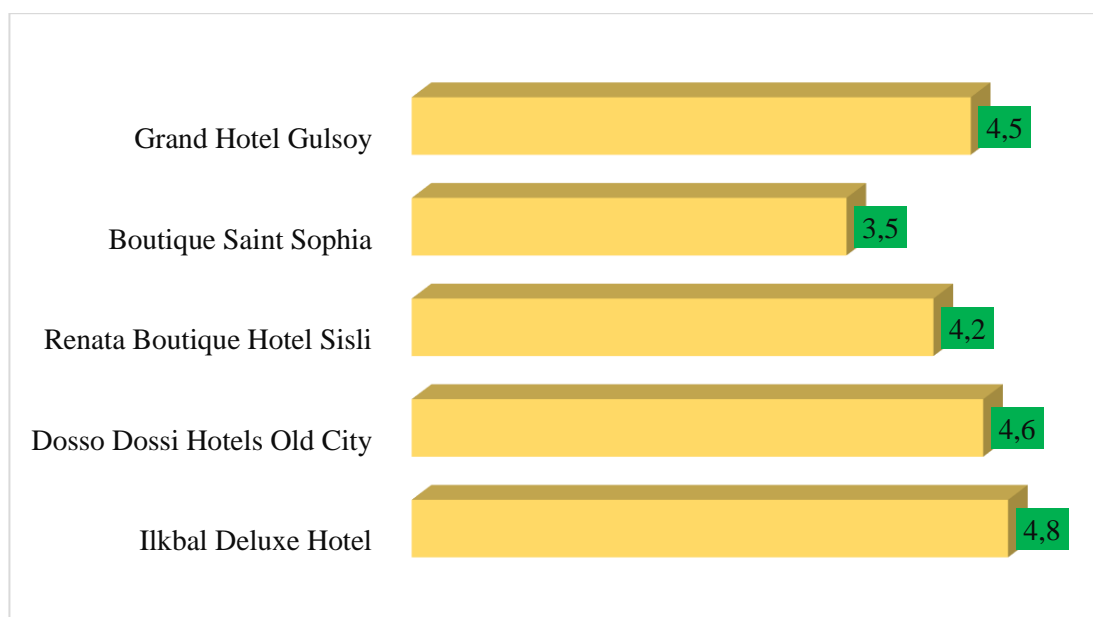 Grand Hotel Gulsoy
4,5
Boutique Saint Sophia
3,5
Renata Boutique Hotel Sisli
4,2
Dosso Dossi Hotels Old City
4,6
Ilkbal Deluxe Hotel
4,8